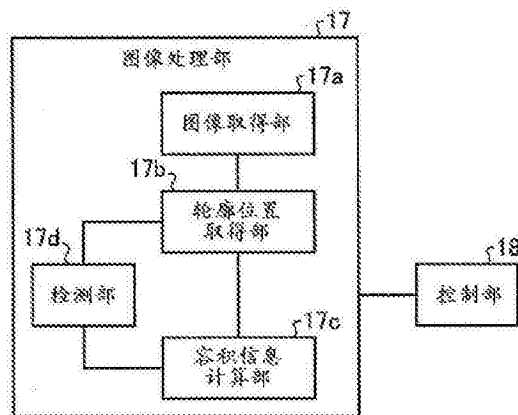 17
图像处理部
17a
图像取得部
17b
轮廓位置
取得部
17d
检测部
18
控制部
17c
容积信息
计算部